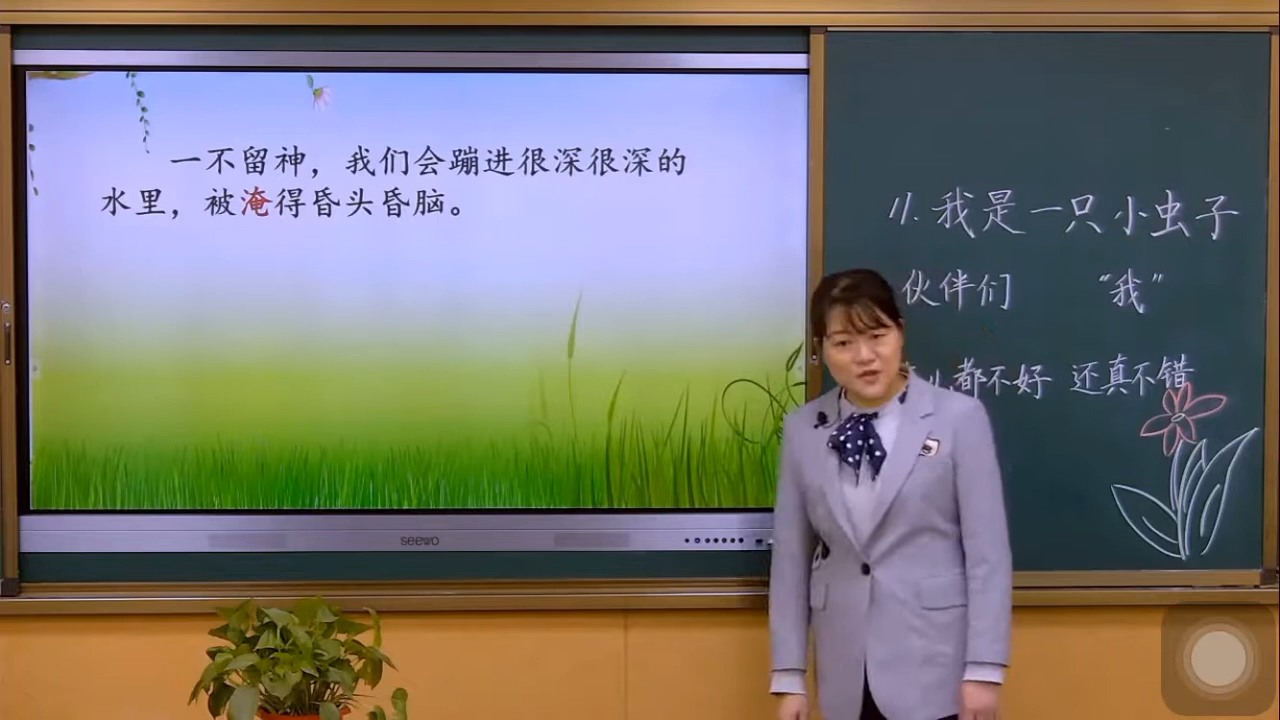 一不留神，我们会蹦进很深很深的
水里，被淹得昏头昏脑。
seewo
11.我是一只小虫子
伙伴们 “我”
儿都不好 还真不错